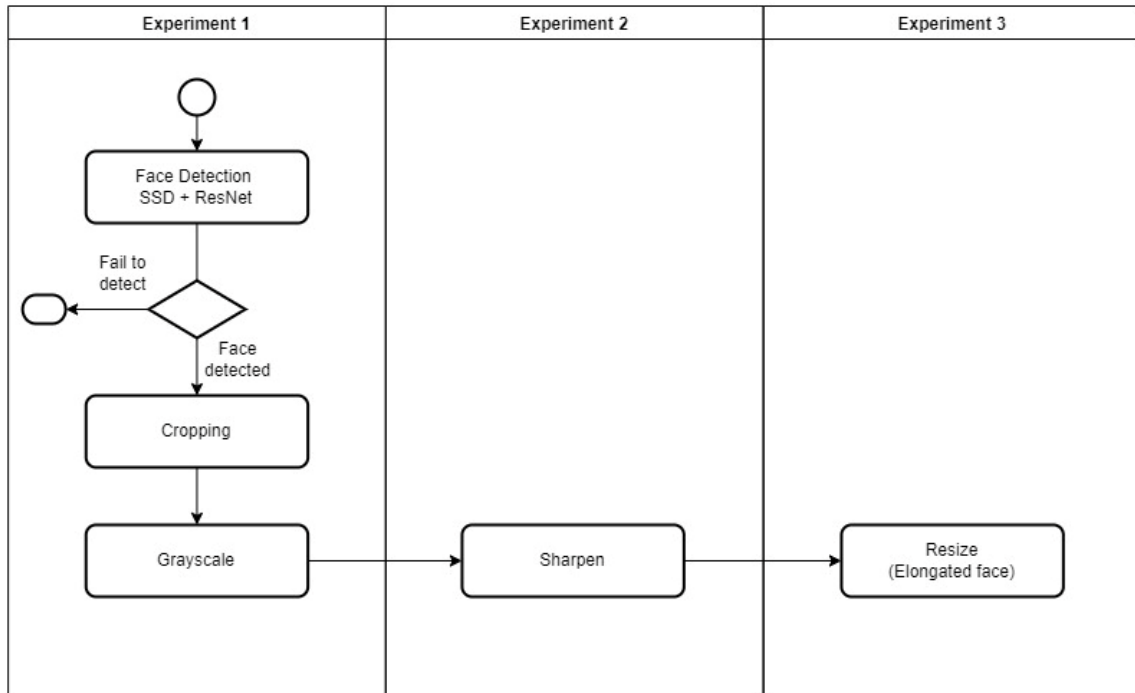 Experiment 1
Experiment 2
Experiment 3
Face Detection
SSD + ResNet
Fail to
detect
Face
detected
Cropping
Grayscale
Sharpen
Resize
(Elongated face)